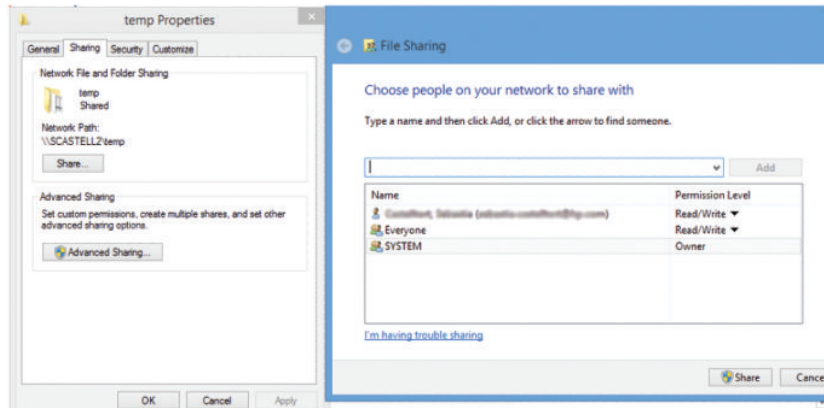 temp Properties
General Sharing Security Customize
Network File and Folder Sharing
temp
Shared
Network Path:
\\SCASTELL2\temp
Share...
Advanced Sharing
Set custom permissions, create multiple shares, and set other
advanced sharing options.
Advanced Sharing...
OK Cancel Apply
File Sharing
Choose people on your network to share with
Type a name and then click Add, or click the arrow to find someone.
Add
Name Permission Level
Read/Write
Everyone Read/Write
SYSTEM Owner
I'm having trouble sharing
Share Cance